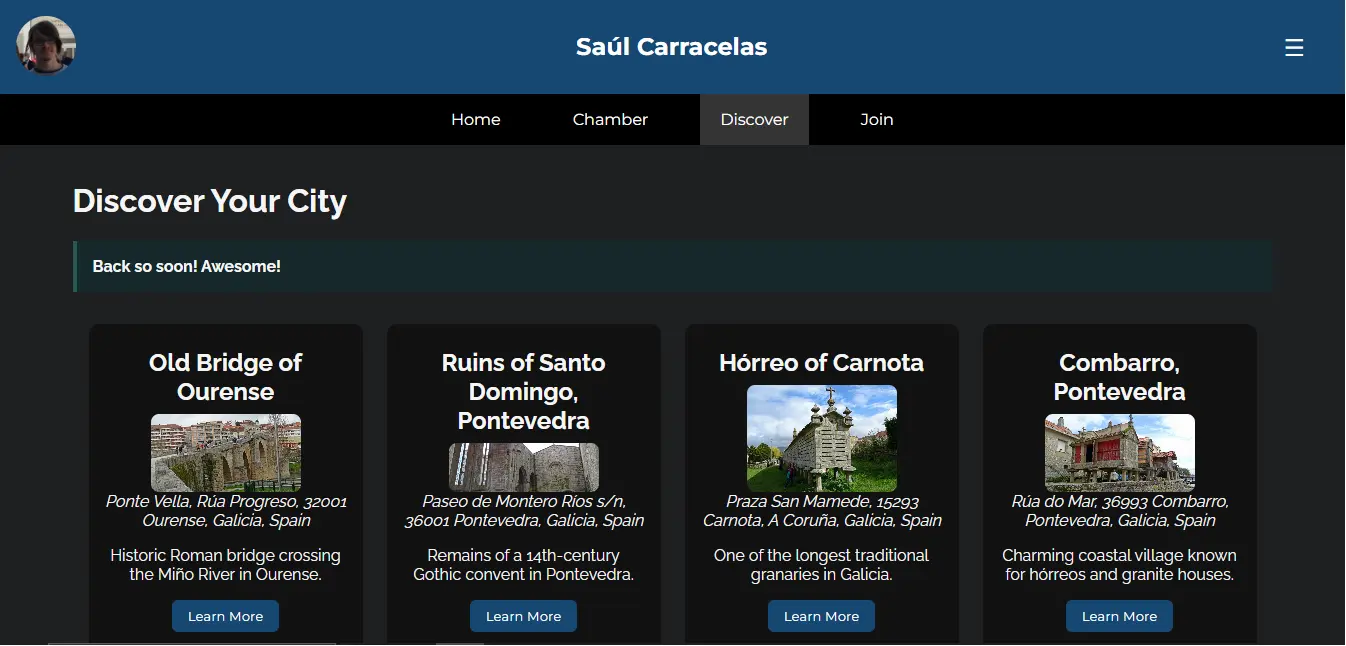 Saúl Carracelas
Home
Chamber
Discover
Join
Discover Your City
Back so soon! Awesome!
Old Bridge of
Ourense
Ponte Vella, Rúa Progreso, 32001
Ourense, Galicia, Spain
Historic Roman bridge crossing
the Miño River in Ourense.
Learn More
Ruins of Santo
Domingo,
Pontevedra
Paseo de Montero Ríos s/n,
36001 Pontevedra, Galicia, Spain
Remains of a 14th-century
Gothic convent in Pontevedra.
Learn More
Hórreo of Carnota
Praza San Mamede, 15293
Carnota, A Coruña, Galicia, Spain
One of the longest traditional
granaries in Galicia.
Learn More
Combarro,
Pontevedra
Rúa do Mar, 36993 Combarro,
Pontevedra, Galicia, Spain
Charming coastal village known
for hórreos and granite houses.
Learn More